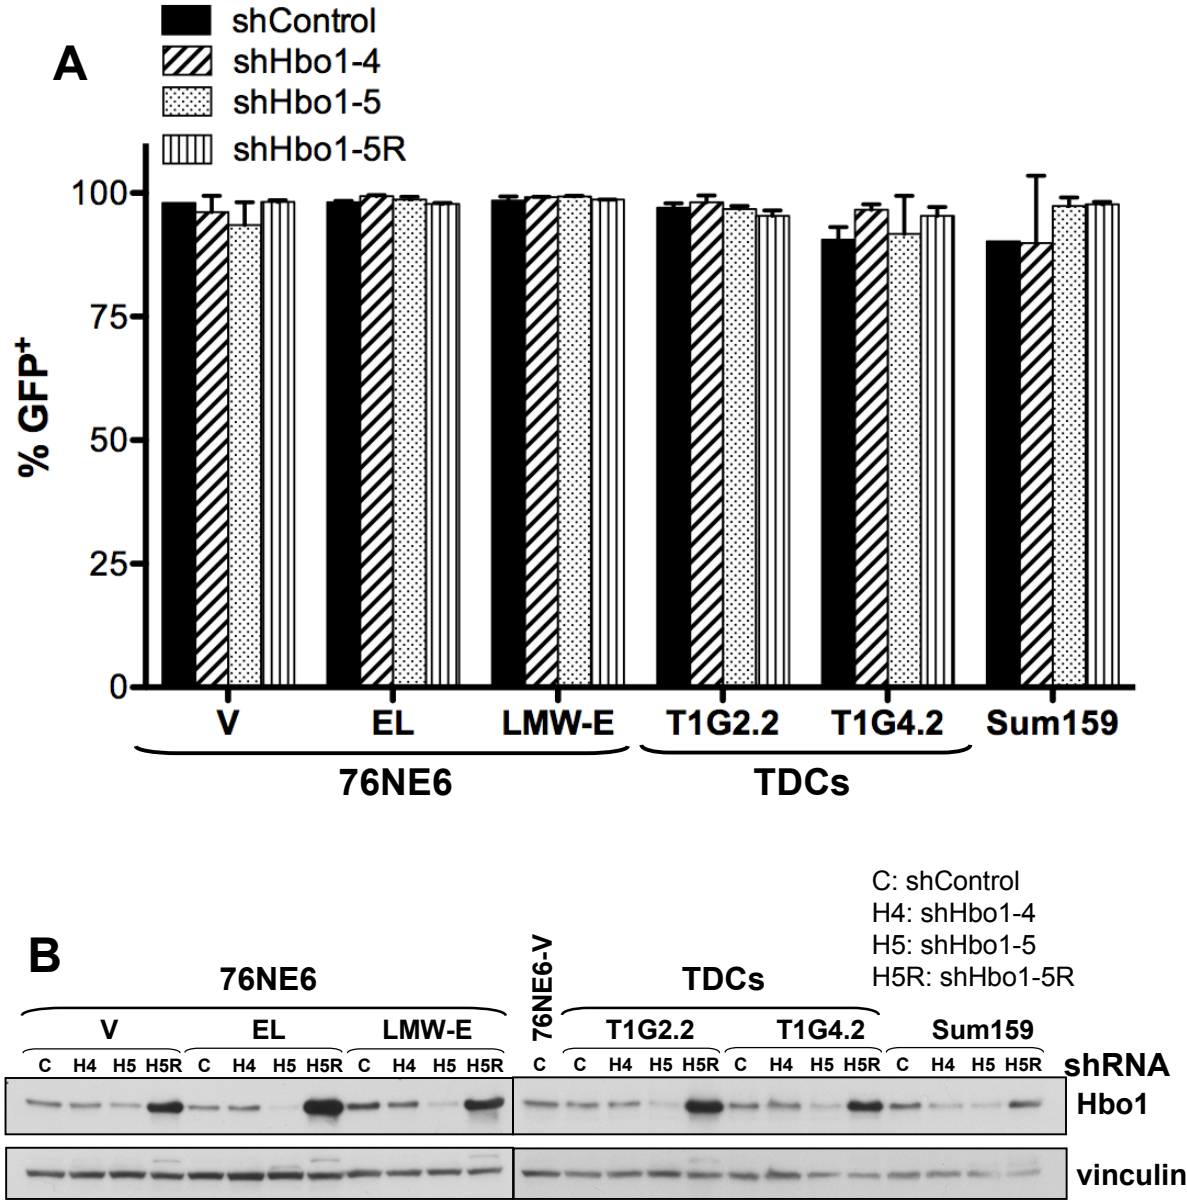 A
shControl
shHbo1-4
shHbo1-5
shHbo1-5R
% GFP+
100
75
50
25
0
V EL LMW-E T1G2.2 T1G4.2 Sum159
76NE6 TDCs
C: shControl
H4: shHbo1-4
H5: shHbo1-5
H5R: shHbo1-5R
B
76NE6 76NE6-V TDCs
V EL LMW-E T1G2.2 T1G4.2 Sum159
C H4 H5 H5R C H4 H5 H5R C H4 H5 H5R C C H4 H5 H5R C H4 H5 H5R C H4 H5 H5R shRNA
Hbo1
vinculin